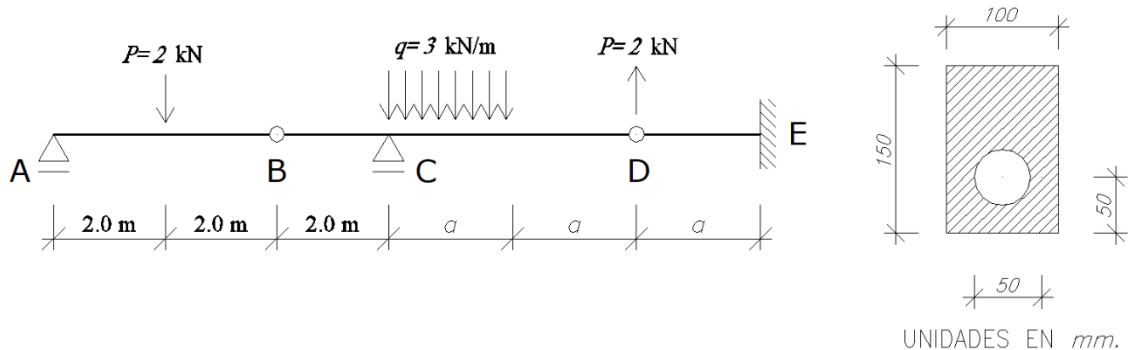 P= 2 kN
q= 3 kN/m
P= 2 kN
A
B
C
D
E
2.0 m
2.0 m
2.0 m
a
a
a
100
150
50
50
UNIDADES EN mm.